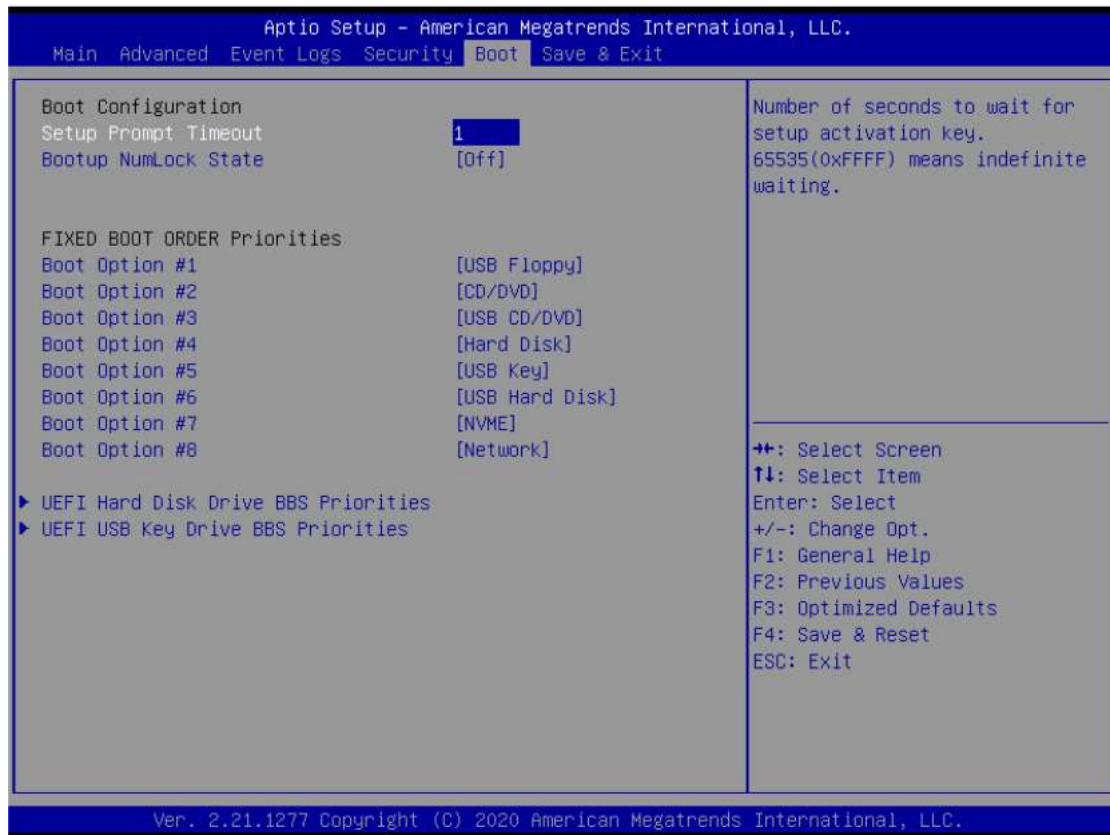 Aptio Setup – American Megatrends International, LLC.
Main Advanced Event Logs Security Boot Save & Exit
Boot Configuration
Setup Prompt Timeout 1
Bootup NumLock State [Off]
FIXED BOOT ORDER Priorities
Boot Option #1 [USB Floppy]
Boot Option #2 [CD/DVD]
Boot Option #3 [USB CD/DVD]
Boot Option #4 [Hard Disk]
Boot Option #5 [USB Key]
Boot Option #6 [USB Hard Disk]
Boot Option #7 [NVME]
Boot Option #8 [Network]
UEFI Hard Disk Drive BBS Priorities
UEFI USB Key Drive BBS Priorities
Number of seconds to wait for
setup activation key.
65535(0xFFFF) means indefinite
waiting.
→←: Select Screen
↑↓: Select Item
Enter: Select
+/-: Change Opt.
F1: General Help
F2: Previous Values
F3: Optimized Defaults
F4: Save & Reset
ESC: Exit
Ver. 2.21.1277 Copyright (C) 2020 American Megatrends International, LLC.